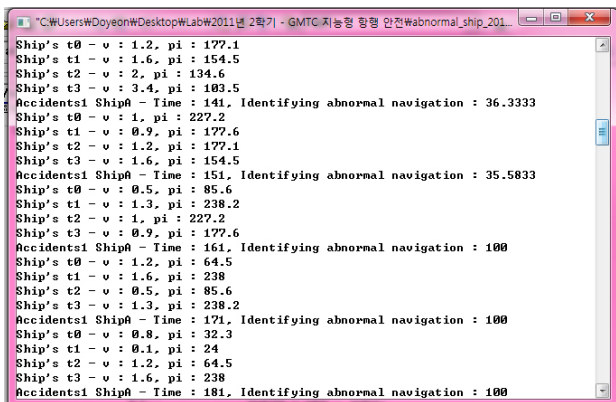 "C:₩Users₩Doyeon₩Desktop₩Lab₩2011년 2학기 - GMTC 지능형 항행 안전₩abnormal_ship_201...
Ship's t0 - v : 1.2, pi : 177.1
Ship's t1 - v : 1.6, pi : 154.5
Ship's t2 - v : 2, pi : 134.6
Ship's t3 - v : 3.4, pi : 103.5
Accidents1 ShipA - Time : 141, Identifying abnormal navigation : 36.3333
Ship's t0 - v : 1, pi : 227.2
Ship's t1 - v : 0.9, pi : 177.6
Ship's t2 - v : 1.2, pi : 177.1
Ship's t3 - v : 1.6, pi : 154.5
Accidents1 ShipA - Time : 151, Identifying abnormal navigation : 35.5833
Ship's t0 - v : 0.5, pi : 85.6
Ship's t1 - v : 1.3, pi : 238.2
Ship's t2 - v : 1, pi : 227.2
Ship's t3 - v : 0.9, pi : 177.6
Accidents1 ShipA - Time : 161, Identifying abnormal navigation : 100
Ship's t0 - v : 1.2, pi : 64.5
Ship's t1 - v : 1.6, pi : 238
Ship's t2 - v : 0.5, pi : 85.6
Ship's t3 - v : 1.3, pi : 238.2
Accidents1 ShipA - Time : 171, Identifying abnormal navigation : 100
Ship's t0 - v : 0.8, pi : 32.3
Ship's t1 - v : 0.1, pi : 24
Ship's t2 - v : 1.2, pi : 64.5
Ship's t3 - v : 1.6, pi : 238
Accidents1 ShipA - Time : 181, Identifying abnormal navigation : 100